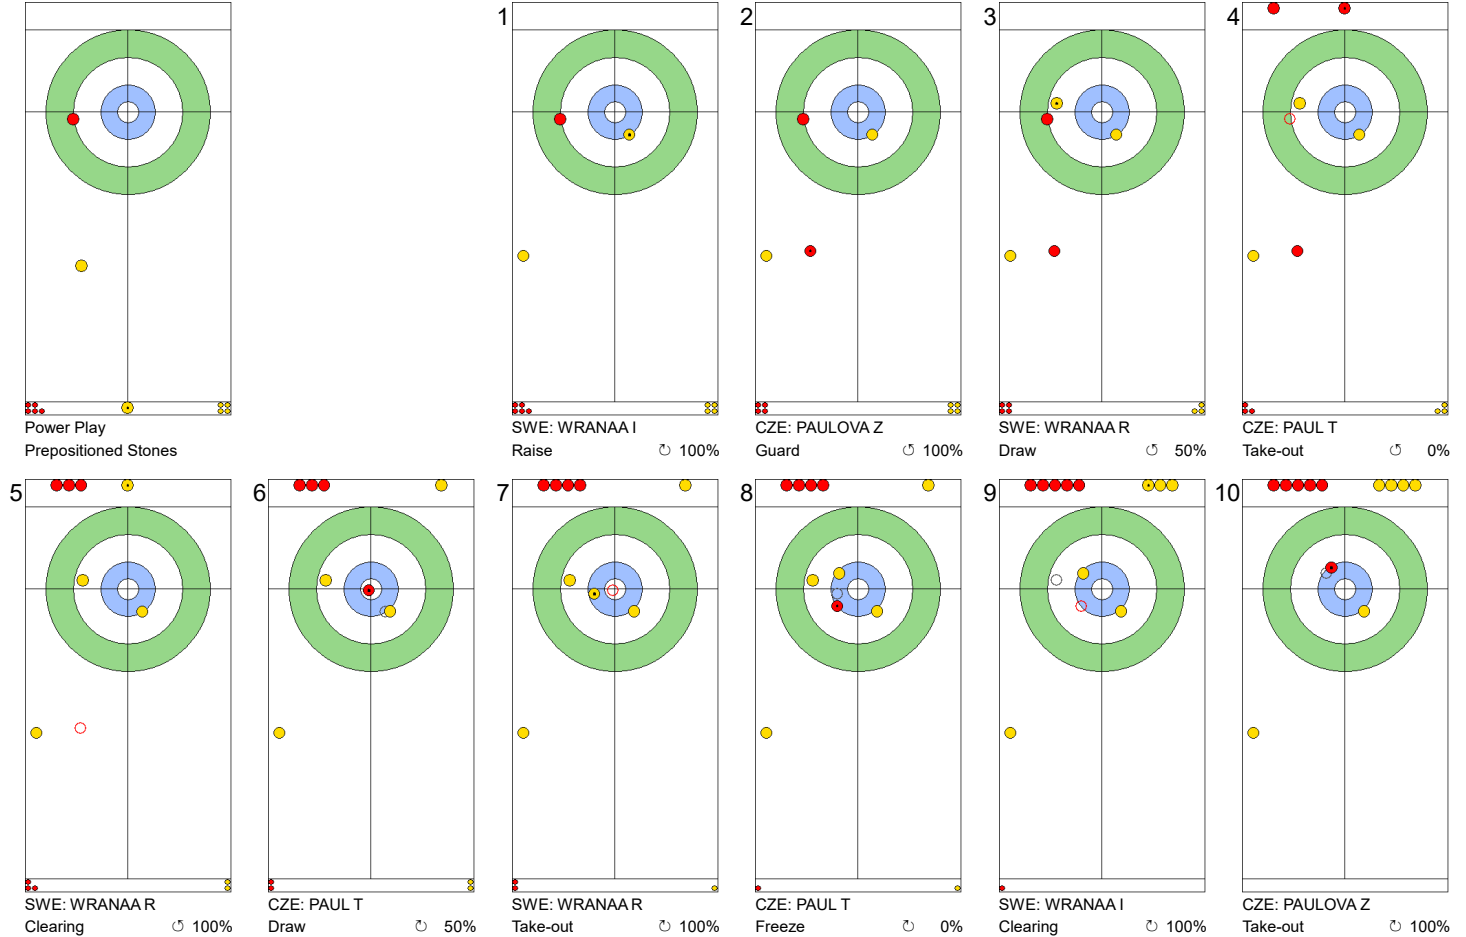 Power Play
Prepositioned Stones
1
SWE: WRANAA I
Raise ↻ 100%
2
CZE: PAULOVA Z
Guard ↺ 100%
3
SWE: WRANAA R
Draw ↺ 50%
4
CZE: PAUL T
Take-out ↺ 0%
5
SWE: WRANAA R
Clearing ↺ 100%
6
CZE: PAUL T
Draw ↻ 50%
7
SWE: WRANAA R
Take-out ↻ 100%
8
CZE: PAUL T
Freeze ↻ 0%
9
SWE: WRANAA I
Clearing ↻ 100%
10
CZE: PAULOVA Z
Take-out ↻ 100%